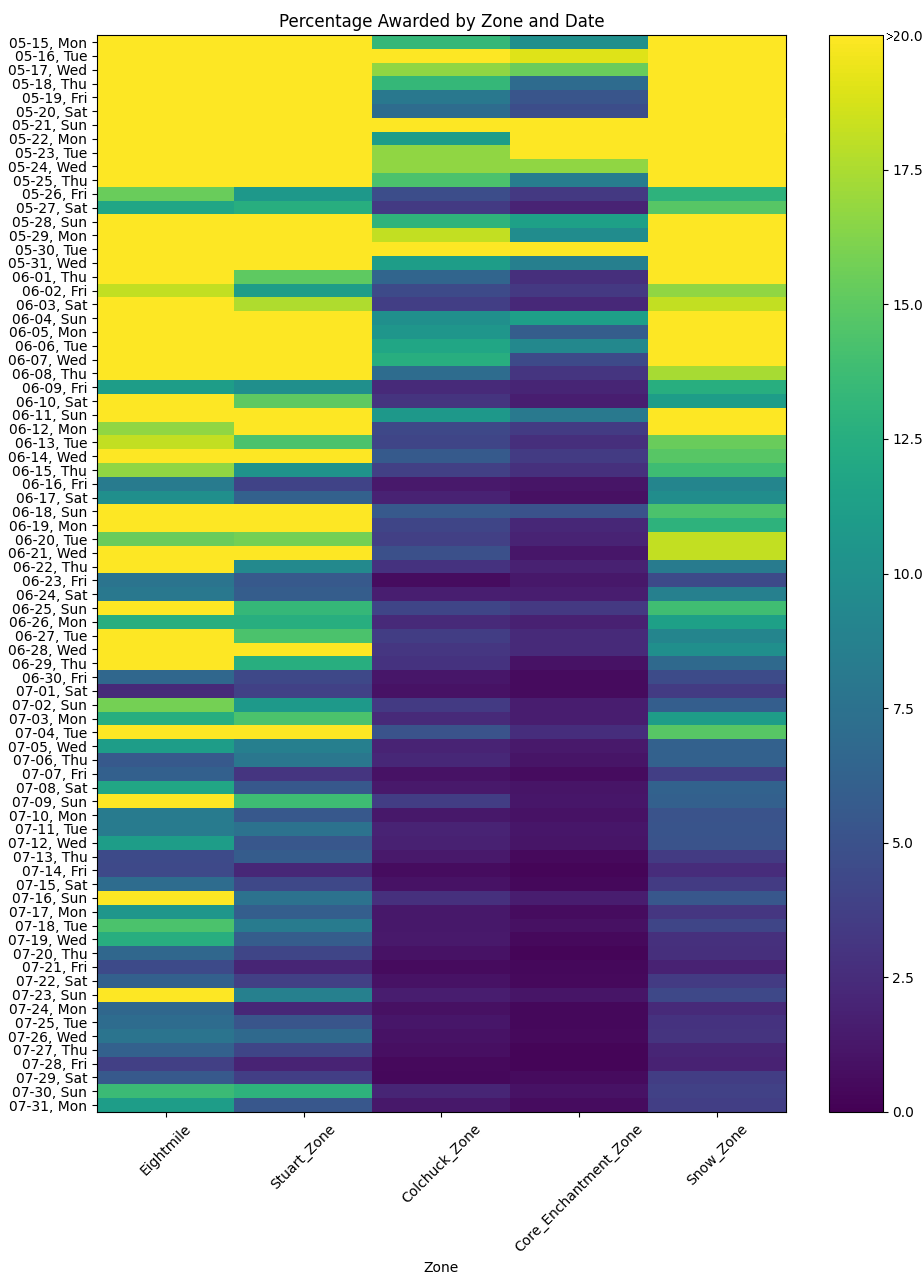 Percentage Awarded by Zone and Date
05-15, Mon
05-16, Tue
05-17, Wed
05-18, Thu
05-19, Fri
05-20, Sat
05-21, Sun
05-22, Mon
05-23, Tue
05-24, Wed
05-25, Thu
05-26, Fri
05-27, Sat
05-28, Sun
05-29, Mon
05-30, Tue
05-31, Wed
06-01, Thu
06-02, Fri
06-03, Sat
06-04, Sun
06-05, Mon
06-06, Tue
06-07, Wed
06-08, Thu
06-09, Fri
06-10, Sat
06-11, Sun
06-12, Mon
06-13, Tue
06-14, Wed
06-15, Thu
06-16, Fri
06-17, Sat
06-18, Sun
06-19, Mon
06-20, Tue
06-21, Wed
06-22, Thu
06-23, Fri
06-24, Sat
06-25, Sun
06-26, Mon
06-27, Tue
06-28, Wed
06-29, Thu
06-30, Fri
07-01, Sat
07-02, Sun
07-03, Mon
07-04, Tue
07-05, Wed
07-06, Thu
07-07, Fri
07-08, Sat
07-09, Sun
07-10, Mon
07-11, Tue
07-12, Wed
07-13, Thu
07-14, Fri
07-15, Sat
07-16, Sun
07-17, Mon
07-18, Tue
07-19, Wed
07-20, Thu
07-21, Fri
07-22, Sat
07-23, Sun
07-24, Mon
07-25, Tue
07-26, Wed
07-27, Thu
07-28, Fri
07-29, Sat
07-30, Sun
07-31, Mon
Eightmile
Stuart_Zone
Colchuck_Zone
Core_Enchantment_Zone
Snow_Zone
Zone
>20.0
17.5
15.0
12.5
10.0
7.5
5.0
2.5
0.0